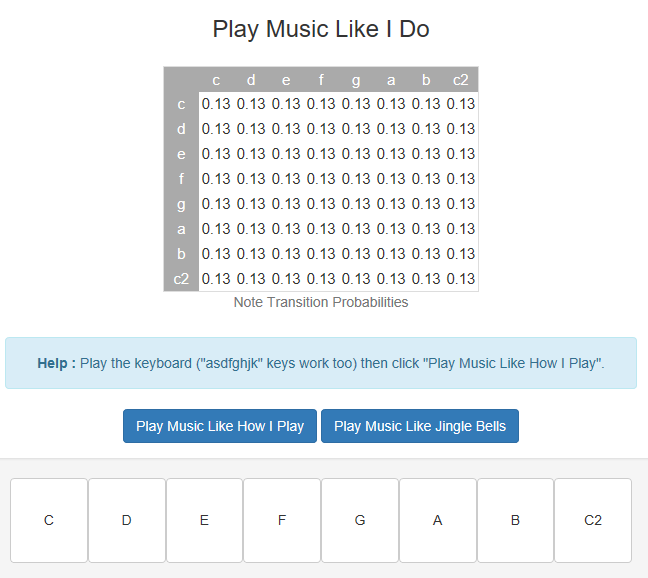 Play Music Like I Do
c d e f g a b c2
c 0.13 0.13 0.13 0.13 0.13 0.13 0.13 0.13
d 0.13 0.13 0.13 0.13 0.13 0.13 0.13 0.13
e 0.13 0.13 0.13 0.13 0.13 0.13 0.13 0.13
f 0.13 0.13 0.13 0.13 0.13 0.13 0.13 0.13
g 0.13 0.13 0.13 0.13 0.13 0.13 0.13 0.13
a 0.13 0.13 0.13 0.13 0.13 0.13 0.13 0.13
b 0.13 0.13 0.13 0.13 0.13 0.13 0.13 0.13
c2 0.13 0.13 0.13 0.13 0.13 0.13 0.13 0.13
Note Transition Probabilities
Help : Play the keyboard ("asdfghjk" keys work too) then click "Play Music Like How I Play".
Play Music Like How I Play Play Music Like Jingle Bells
C D E F G A B C2